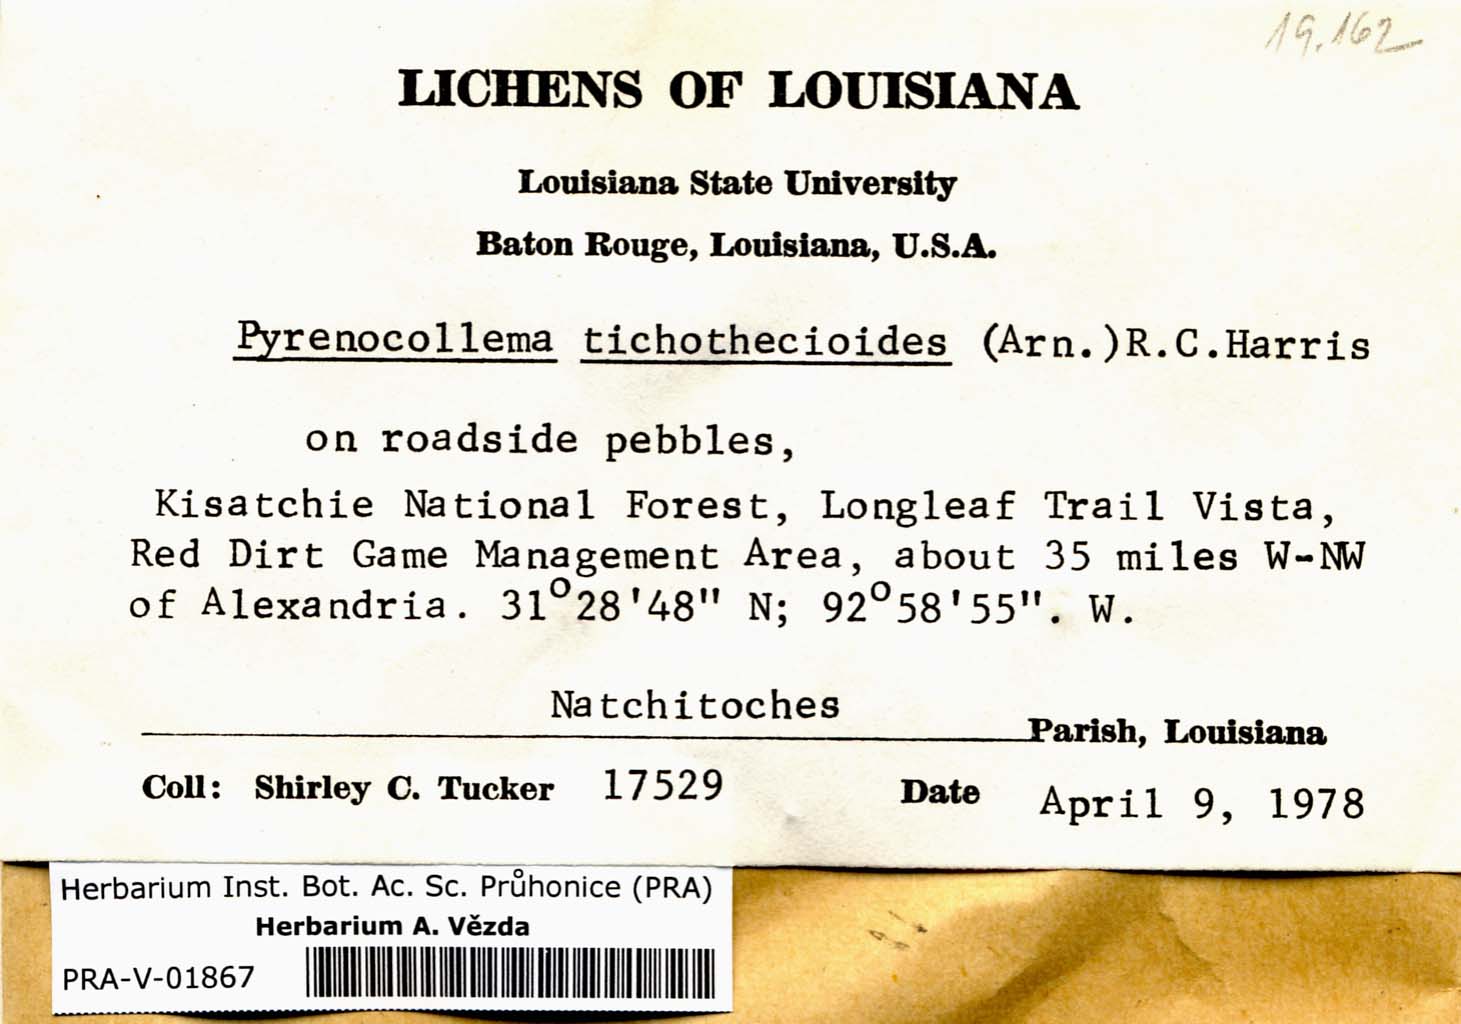 19.162
LICHENS OF LOUISIANA
Louisiana State University
Baton Rouge, Louisiana, U.S.A.
Pyrenocollema tichothecioides (Arn.)R.C.Harris
on roadside pebbles,
Kisatchie National Forest, Longleaf Trail Vista,
Red Dirt Game Management Area, about 35 miles W-NW
of Alexandria. 31°28'48" N; 92°58'55". W.
Natchitoches Parish, Louisiana
Coll: Shirley C. Tucker 17529 Date April 9, 1978
Herbarium Inst. Bot. Ac. Sc. Průhonice (PRA)
Herbarium A. Vězda
PRA-V-01867